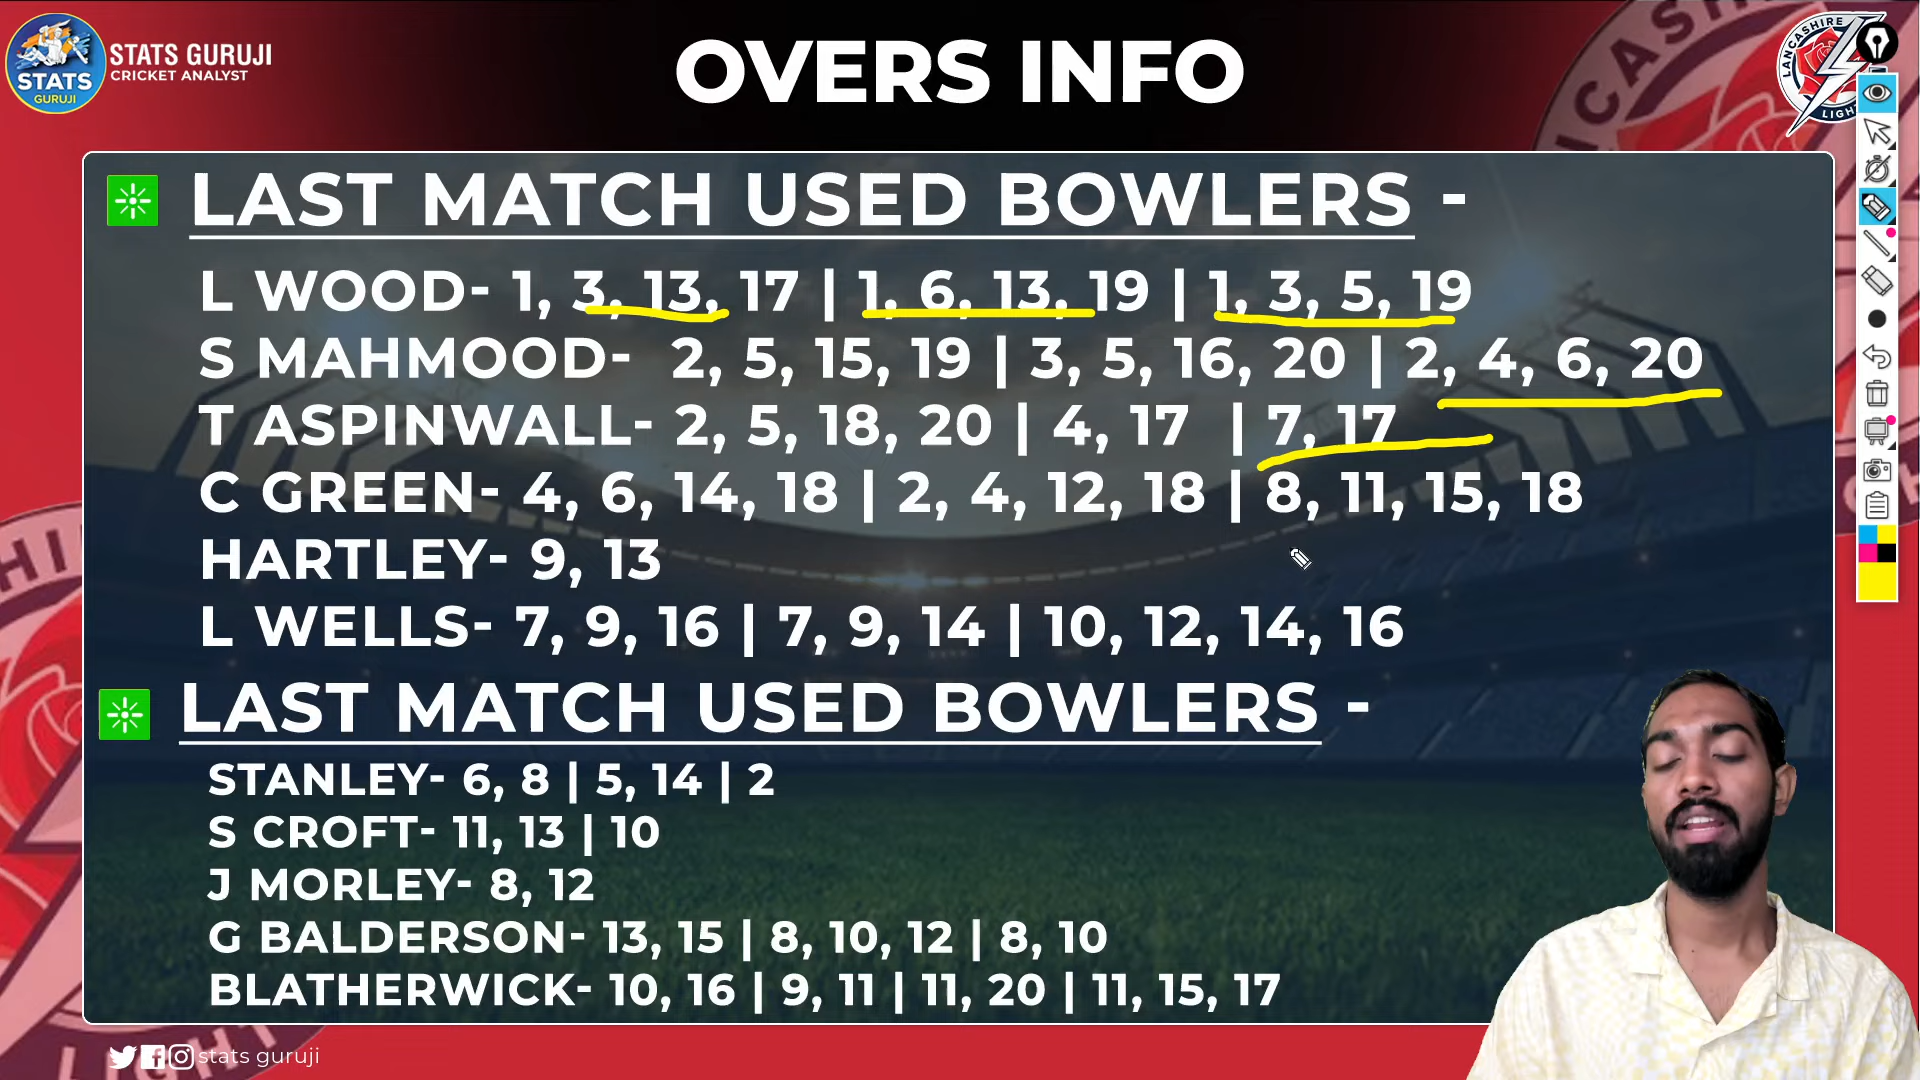 STATS GURUJI
CRICKET ANALYST
STATS
GURUJI
OVERS INFO
LANCASHIRE
LIGH
LAST MATCH USED BOWLERS -
L WOOD- 1, 3, 13, 17 | 1, 6, 13, 19 | 1, 3, 5, 19
S MAHMOOD- 2, 5, 15, 19 | 3, 5, 16, 20 | 2, 4, 6, 20
T ASPINWALL- 2, 5, 18, 20 | 4, 17 | 7, 17
C GREEN- 4, 6, 14, 18 | 2, 4, 12, 18 | 8, 11, 15, 18
HARTLEY- 9, 13
L WELLS- 7, 9, 16 | 7, 9, 14 | 10, 12, 14, 16
LAST MATCH USED BOWLERS -
STANLEY- 6, 8 | 5, 14 | 2
S CROFT- 11, 13 | 10
J MORLEY- 8, 12
G BALDERSON- 13, 15 | 8, 10, 12 | 8, 10
BLATHERWICK- 10, 16 | 9, 11 | 11, 20 | 11, 15, 17
stats guruji